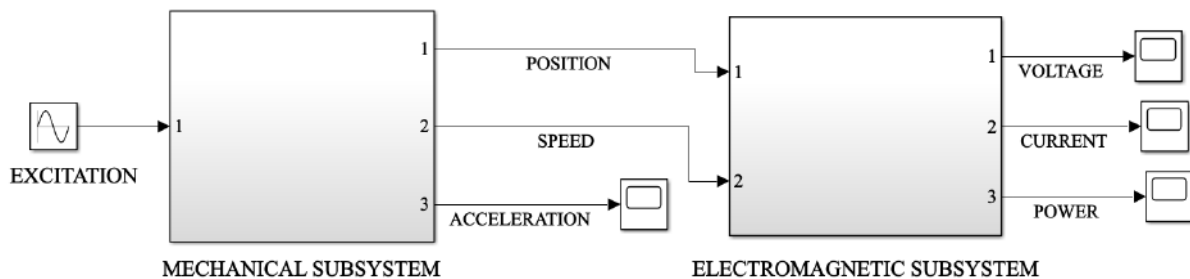 1
POSITION
1
1
VOLTAGE
1
2
SPEED
2
2
CURRENT
EXCITATION
3
ACCELERATION
3
POWER
MECHANICAL SUBSYSTEM
ELECTROMAGNETIC SUBSYSTEM